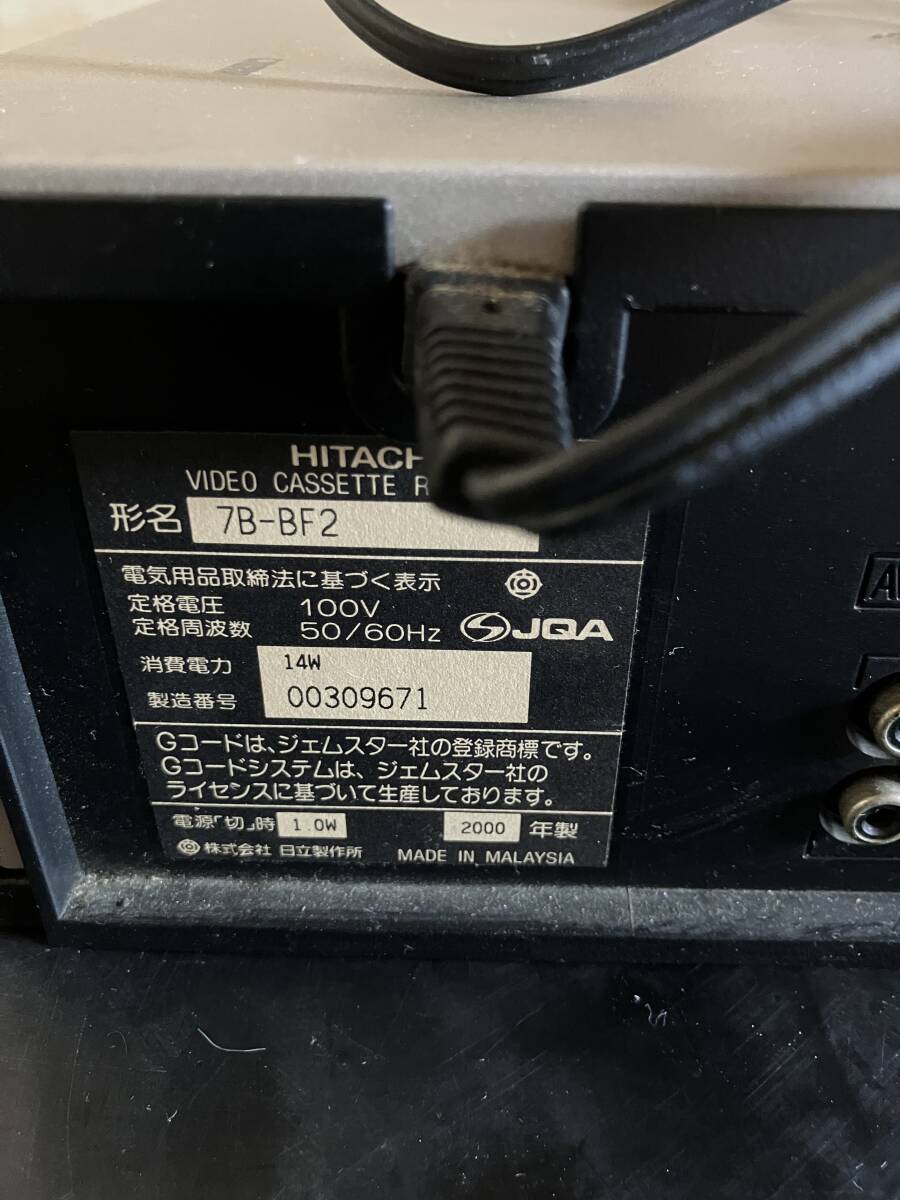 HITACH
VIDEO CASSETTE R
形名 7B-BF2
電気用品取締法に基づく表示
定格電圧 100V
定格周波数 50/60Hz JQA
消費電力 14W
製造番号 00309671
Gコードは、ジェムスター社の登録商標です。
Gコードシステムは、ジェムスター社の
ライセンスに基づいて生産しております。
電源「切」時 1.0W 2000 年製
株式会社 日立製作所 MADE IN MALAYSIA